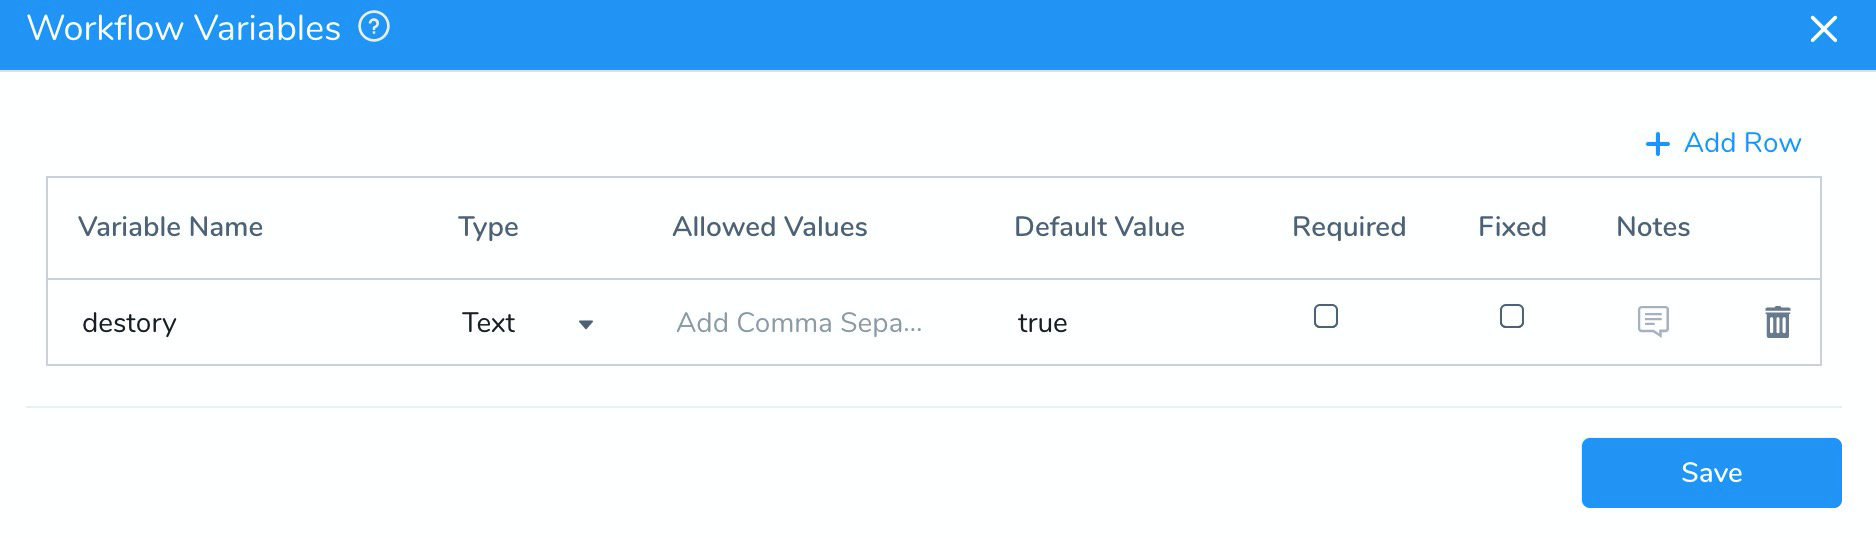 Workflow Variables ?
+ Add Row
Variable Name Type Allowed Values Default Value Required Fixed Notes
destory Text Add Comma Sepa... true
Save